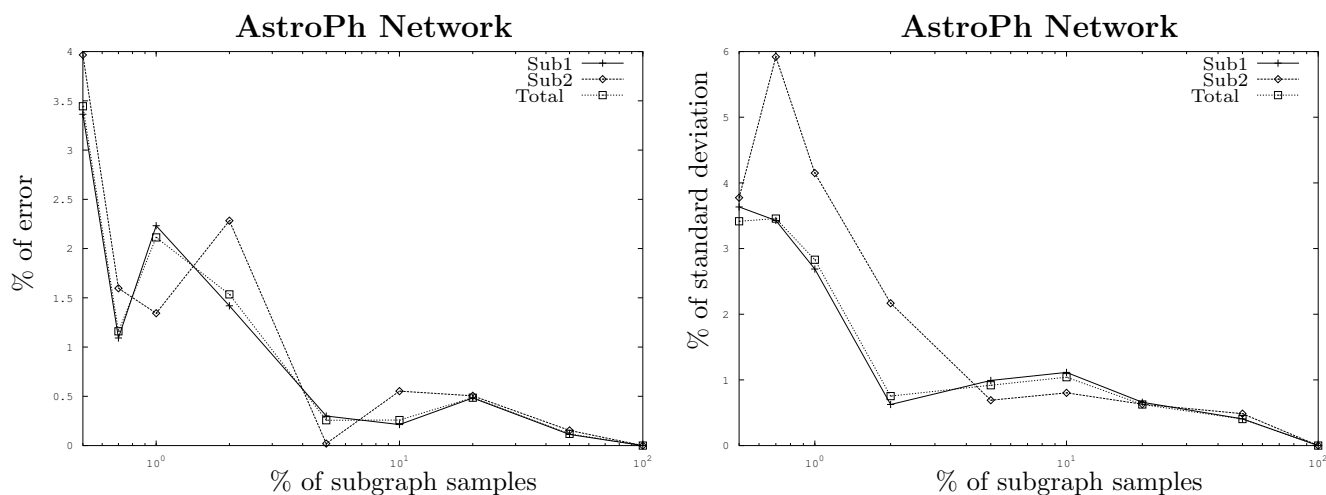 AstroPh Network
% of error
4
3.5
3
2.5
2
1.5
1
0.5
0
Sub1
Sub2
Total
10^0
10^1
10^2
% of subgraph samples
AstroPh Network
% of standard deviation
6
5
4
3
2
1
0
Sub1
Sub2
Total
10^0
10^1
10^2
% of subgraph samples